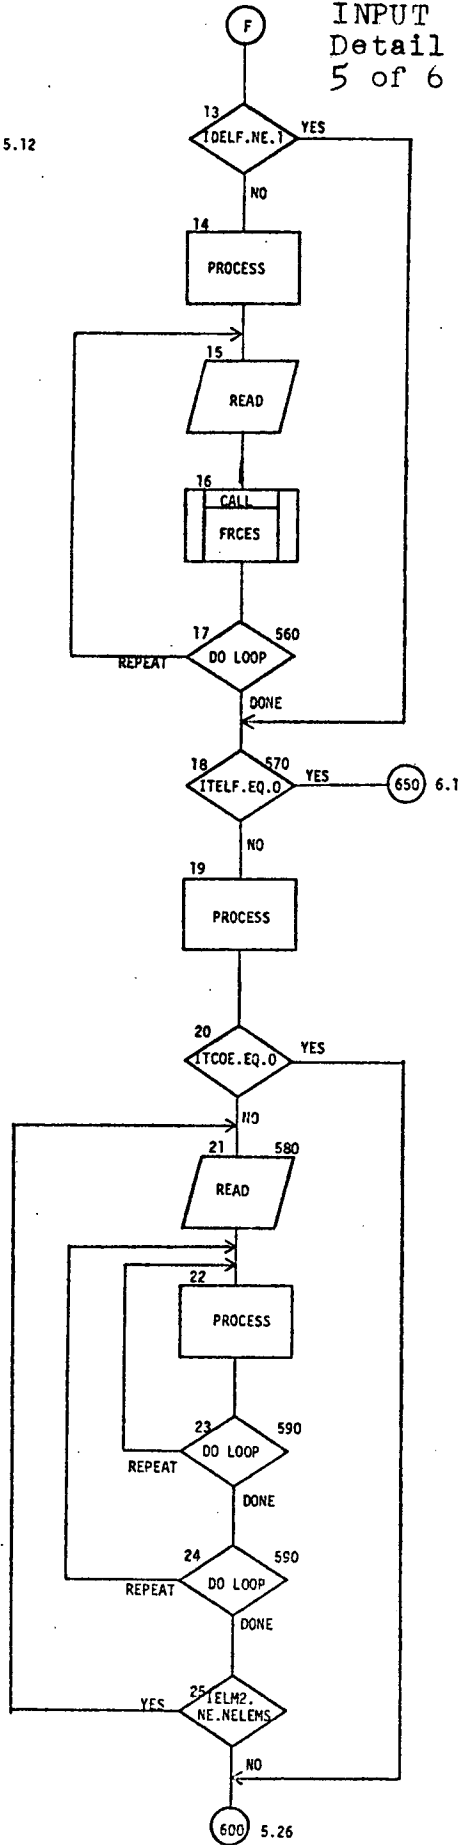 INPUT
Detail
5 of 6
F
5.12
13
IDELF.NE.1
YES
NO
14
PROCESS
15
READ
16
CALL
FRCES
17
560
DO LOOP
REPEAT
DONE
18
570
ITELF.EQ.0
YES
650
6.1
NO
19
PROCESS
20
ITCOE.EQ.0
YES
NO
21
580
READ
22
PROCESS
23
590
DO LOOP
REPEAT
DONE
24
590
DO LOOP
REPEAT
DONE
25
IELM2.
NE.NELEMS
YES
NO
600
5.26